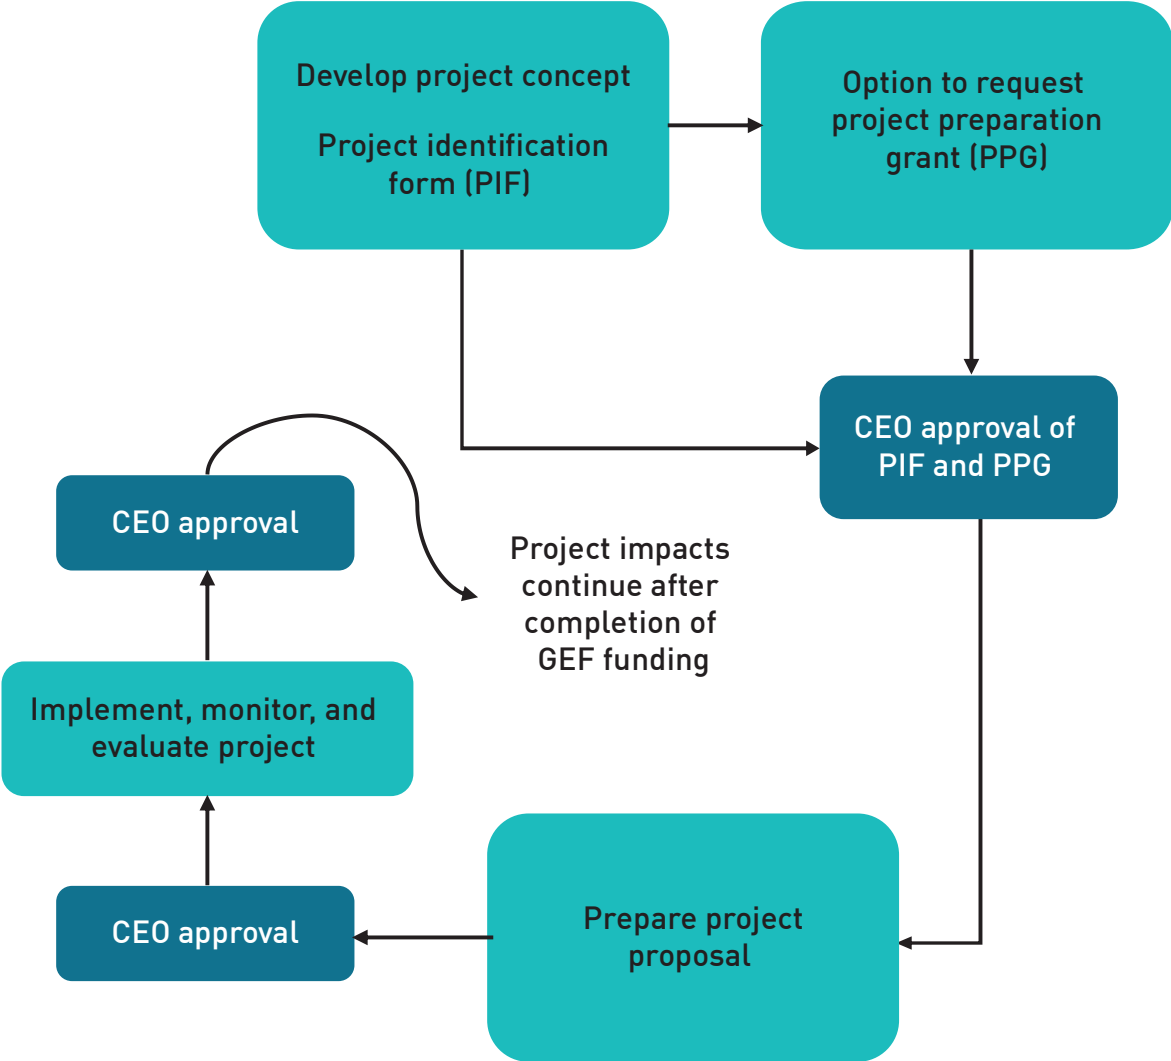 Develop project concept
Project identification
form (PIF)
Option to request
project preparation
grant (PPG)
CEO approval of
PIF and PPG
Prepare project
proposal
CEO approval
Implement, monitor, and
evaluate project
CEO approval
Project impacts
continue after
completion of
GEF funding